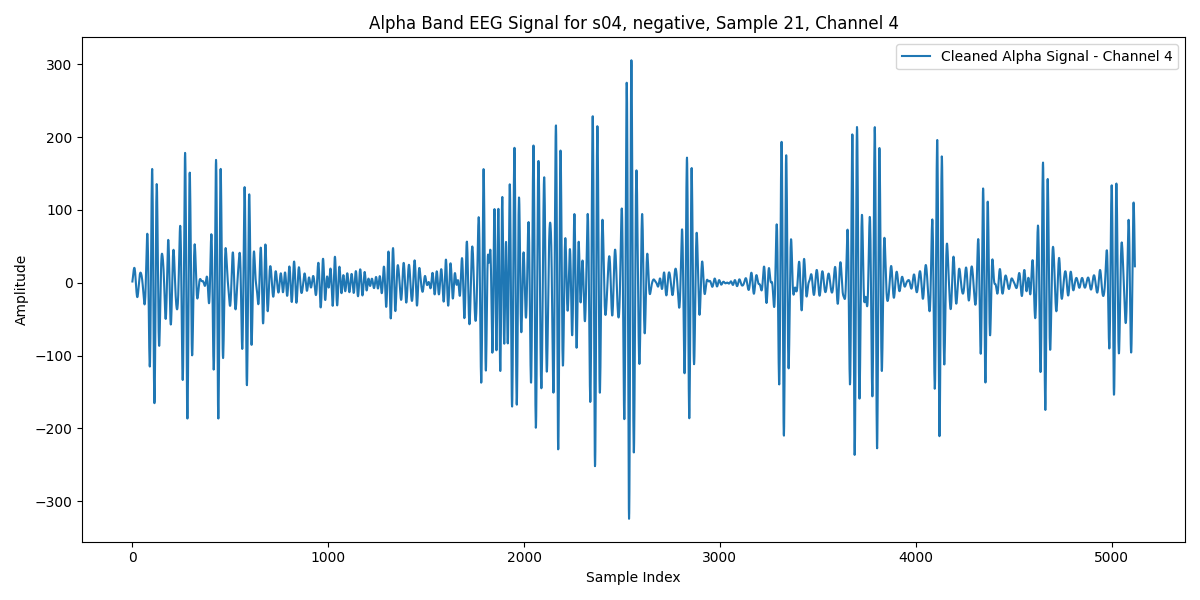 Alpha Band EEG Signal for s04, negative, Sample 21, Channel 4
Cleaned Alpha Signal - Channel 4
Amplitude
300
200
100
0
−100
−200
−300
0 1000 2000 3000 4000 5000
Sample Index